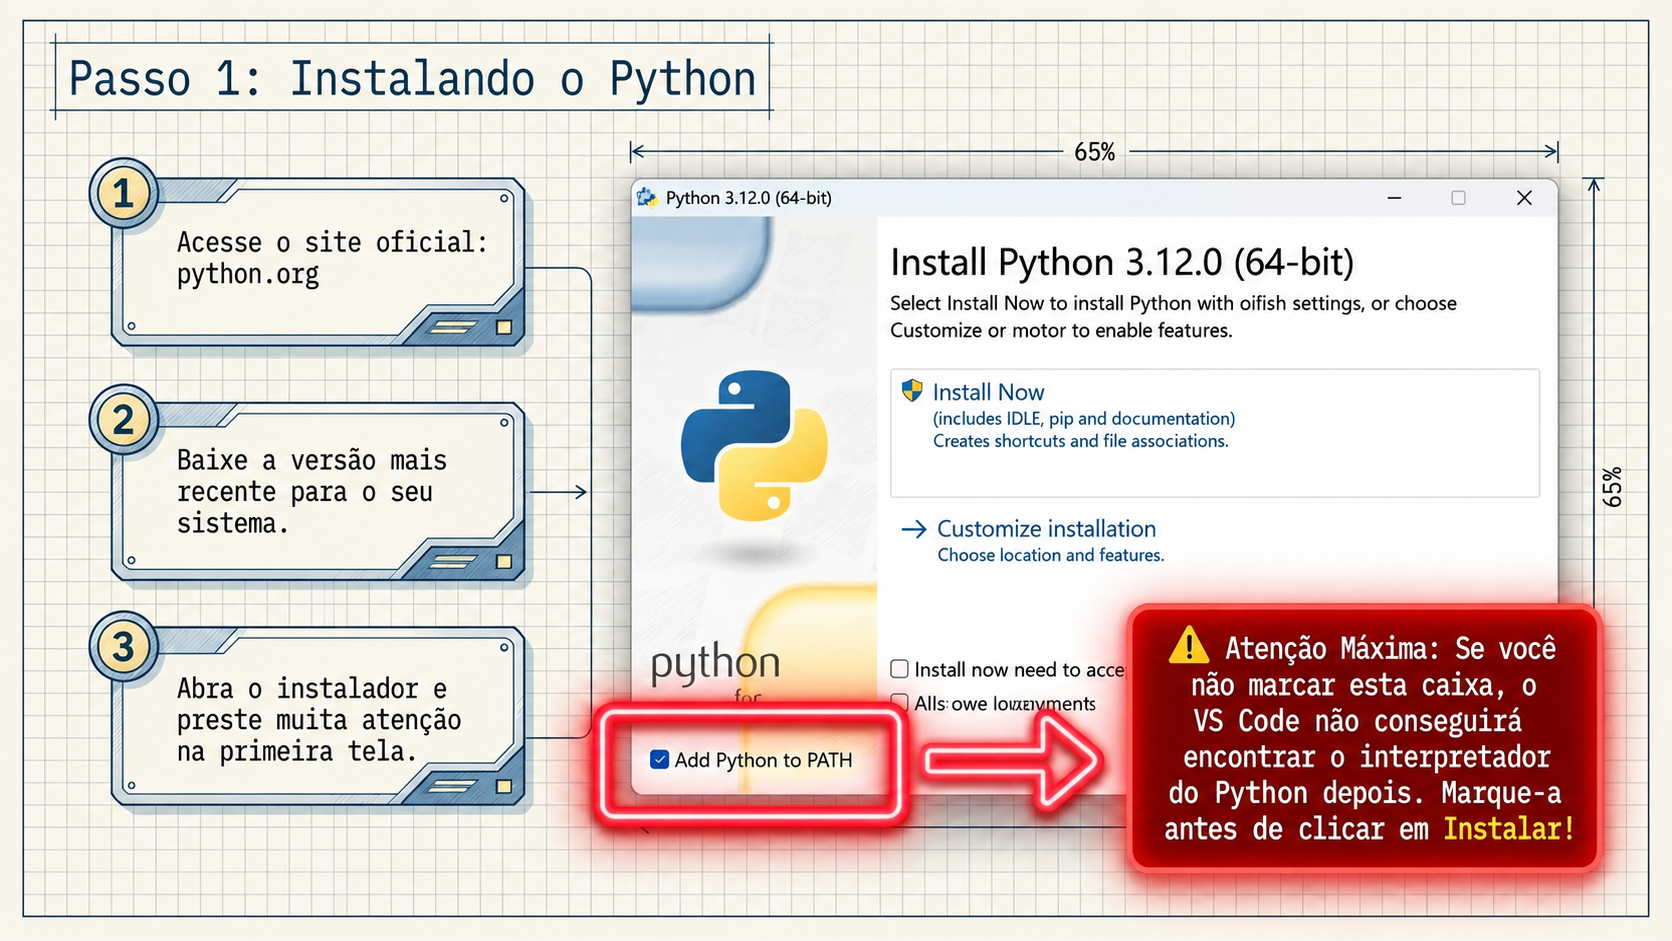 Passo 1: Instalando o Python
1
Acesse o site oficial:
python.org
2
Baixe a versão mais
recente para o seu
sistema.
3
Abra o instalador e
preste muita atenção
na primeira tela.
65%
Python 3.12.0 (64-bit)
Install Python 3.12.0 (64-bit)
Select Install Now to install Python with oifish settings, or choose
Customize or motor to enable features.
Install Now
(includes IDLE, pip and documentation)
Creates shortcuts and file associations.
Customize installation
Choose location and features.
65%
python
for
Install now need to acce
Add Python to PATH
⚠ Atenção Máxima: Se você
não marcar esta caixa, o
VS Code não conseguirá
encontrar o interpretador
do Python depois. Marque-a
antes de clicar em Instalar!